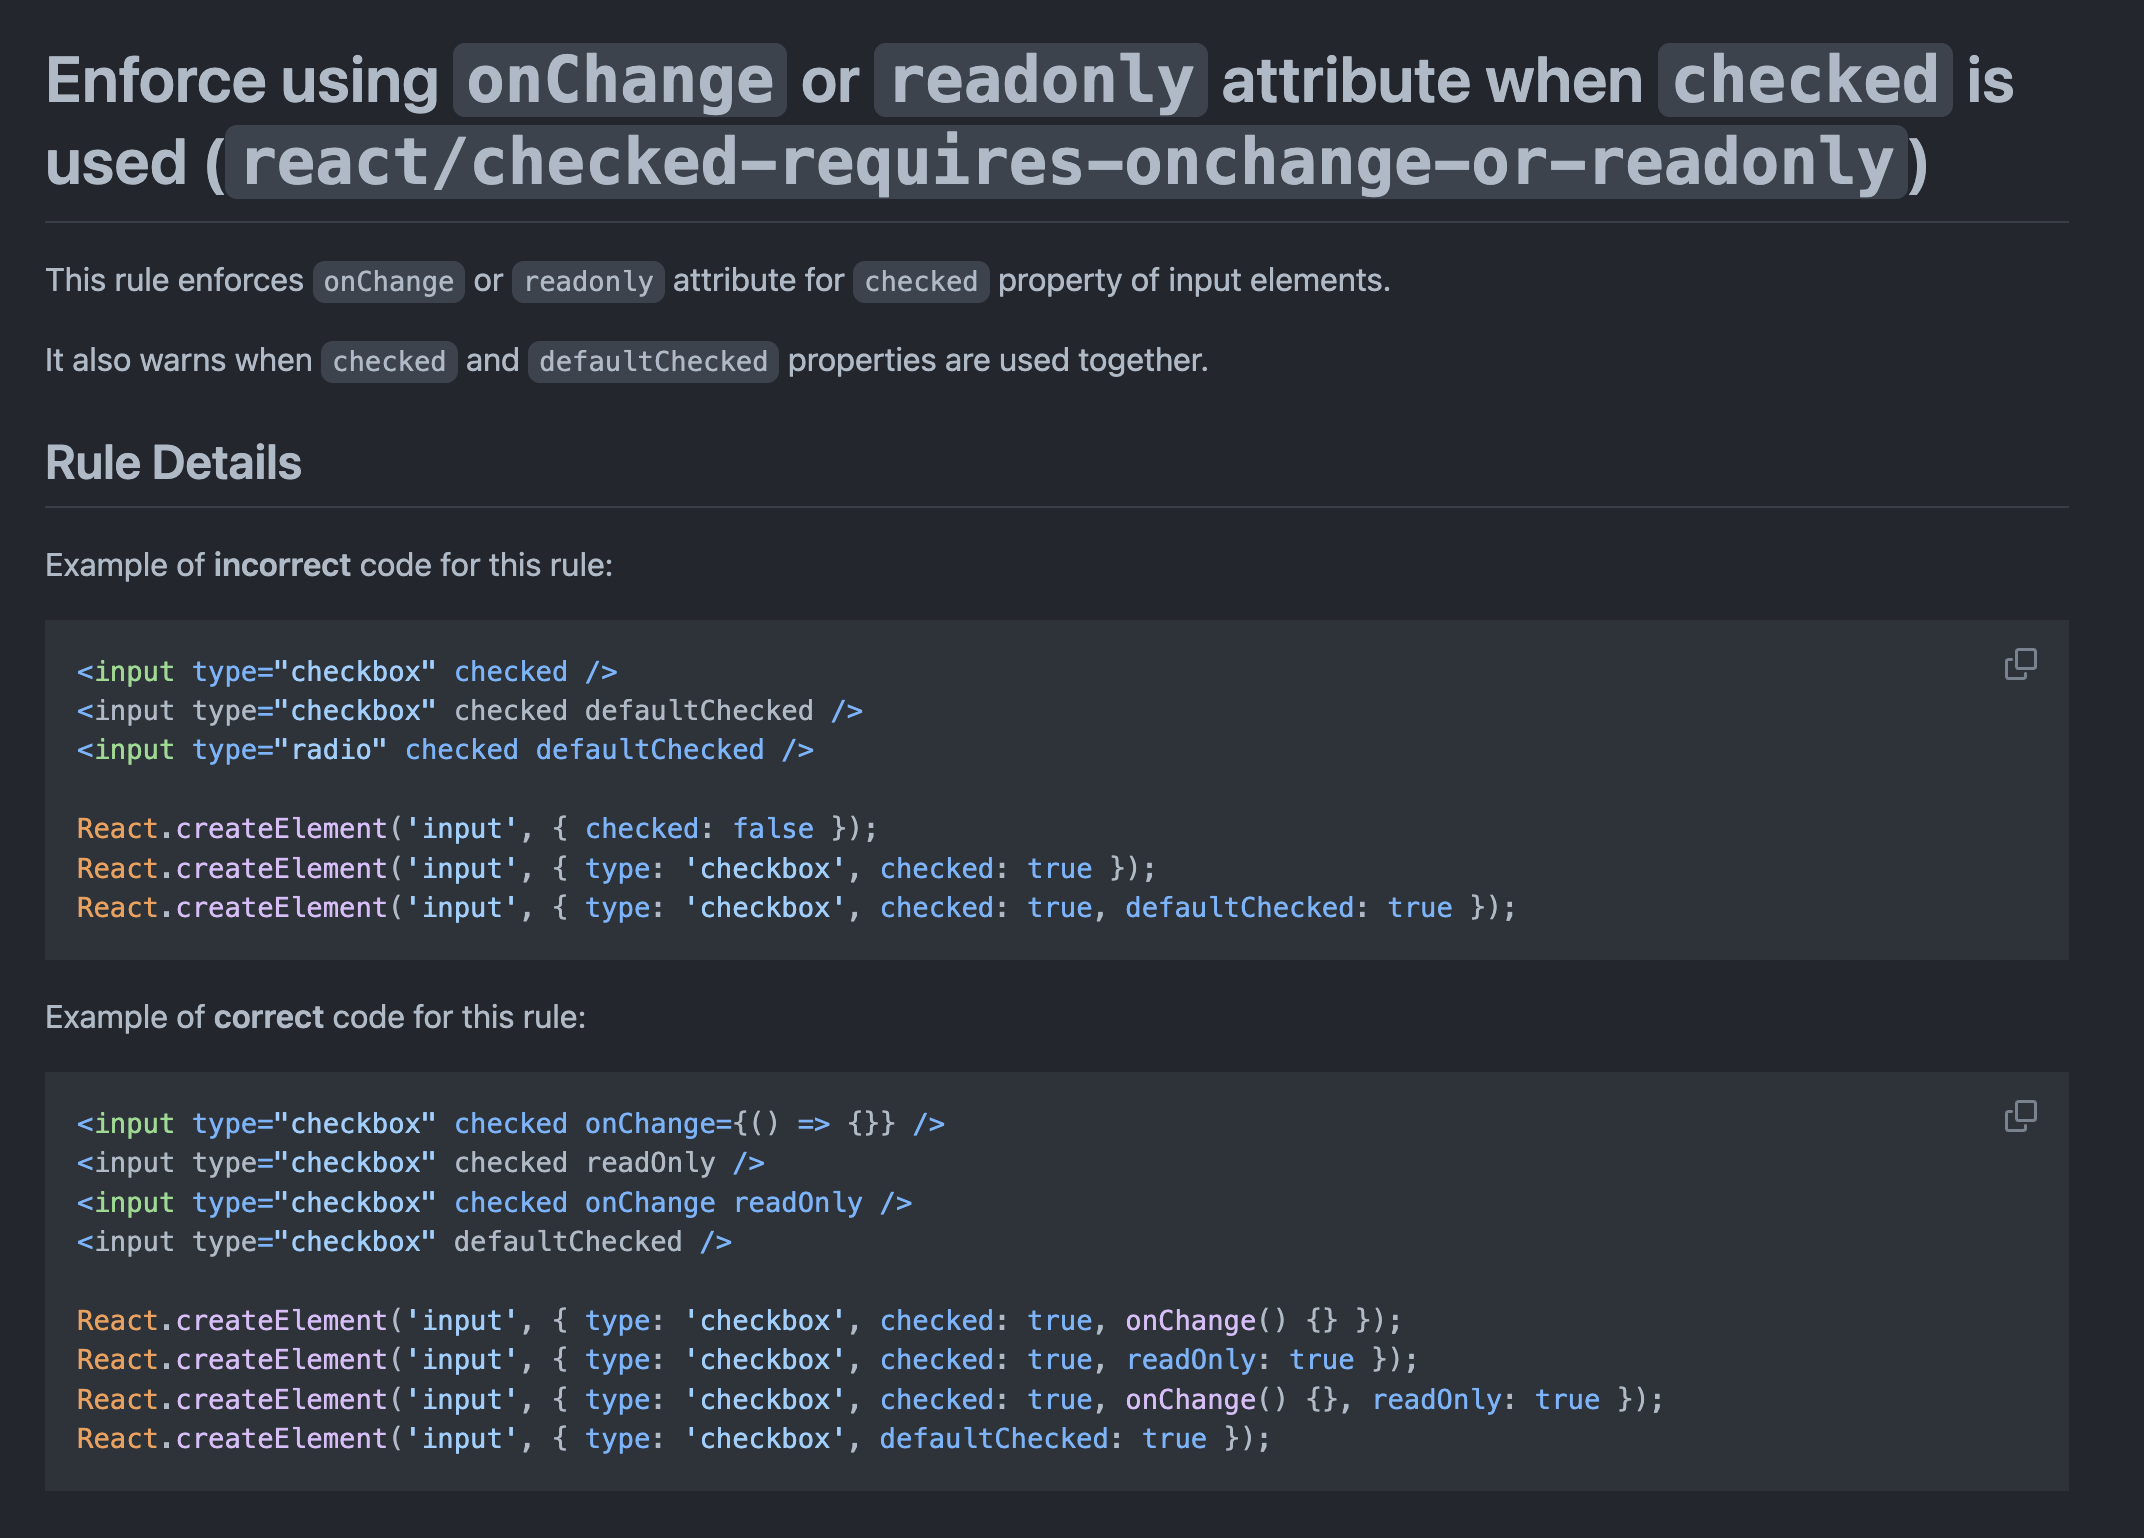 Enforce using onChange or readonly attribute when checked is
used (react/checked-requires-onchange-or-readonly)
This rule enforces onChange or readonly attribute for checked property of input elements.
It also warns when checked and defaultChecked properties are used together.
Rule Details
Example of incorrect code for this rule:
<input type="checkbox" checked />
<input type="checkbox" checked defaultChecked />
<input type="radio" checked defaultChecked />
React.createElement('input', { checked: false });
React.createElement('input', { type: 'checkbox', checked: true });
React.createElement('input', { type: 'checkbox', checked: true, defaultChecked: true });
Example of correct code for this rule:
<input type="checkbox" checked onChange={() => {}} />
<input type="checkbox" checked readOnly />
<input type="checkbox" checked onChange readOnly />
<input type="checkbox" defaultChecked />
React.createElement('input', { type: 'checkbox', checked: true, onChange() {} });
React.createElement('input', { type: 'checkbox', checked: true, readOnly: true });
React.createElement('input', { type: 'checkbox', checked: true, onChange() {}, readOnly: true });
React.createElement('input', { type: 'checkbox', defaultChecked: true });